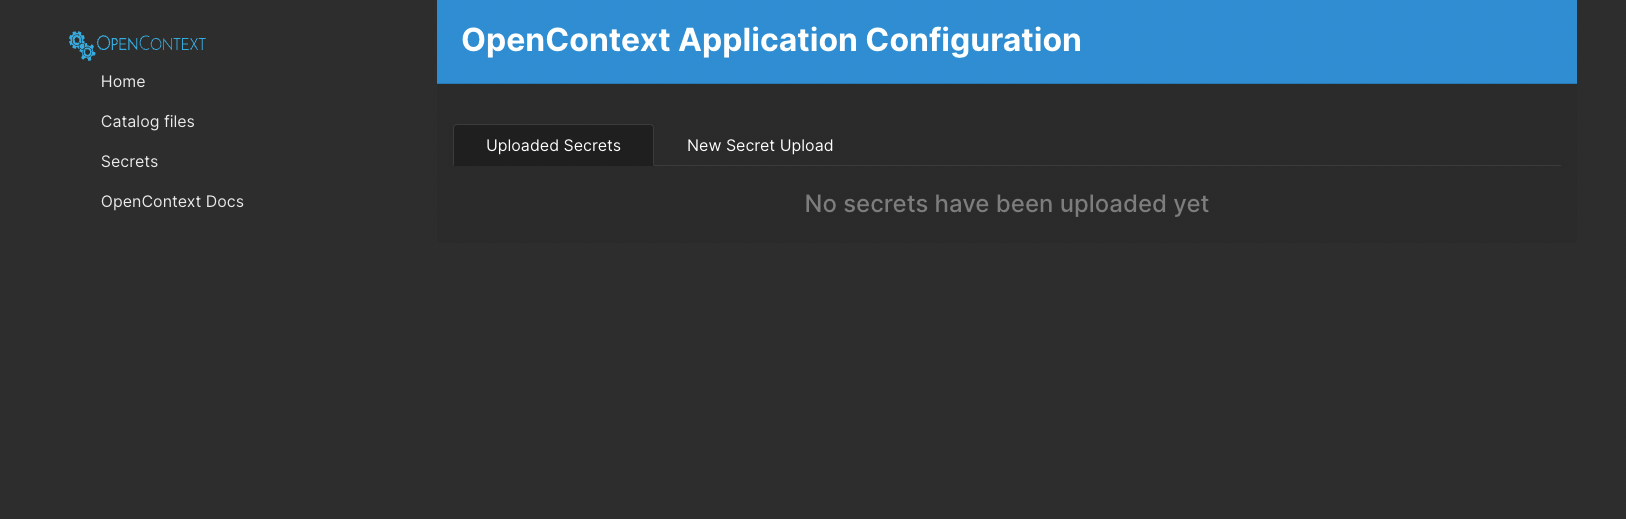 OPENCONTEXT
Home
Catalog files
Secrets
OpenContext Docs
OpenContext Application Configuration
Uploaded Secrets
New Secret Upload
No secrets have been uploaded yet